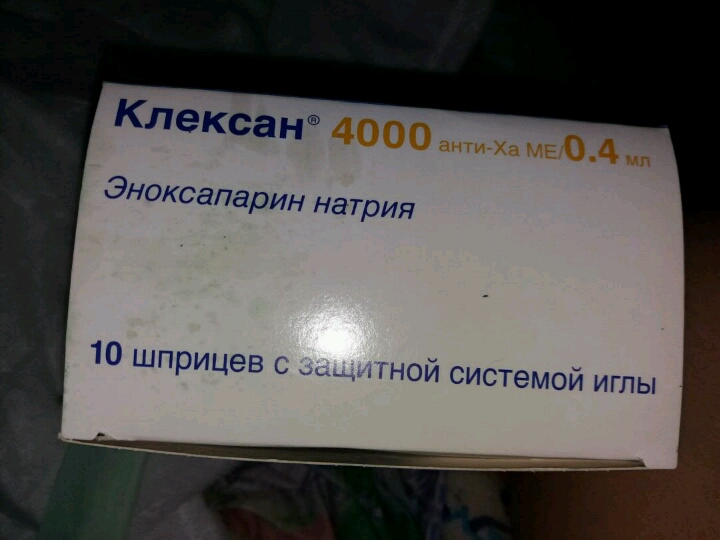 Клексан® 4000 анти-Ха МЕ/0.4 мл
Эноксапарин натрия
10 шприцев с защитной системой иглы